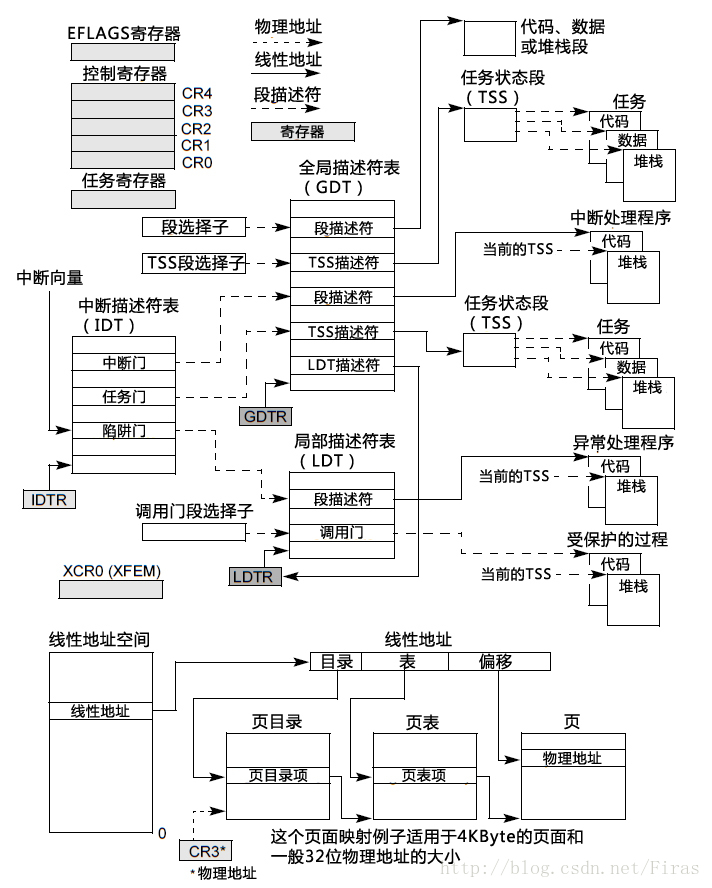 EFLAGS寄存器
控制寄存器
CR4
CR3
CR2
CR1
CR0
任务寄存器
物理地址
线性地址
段描述符
寄存器
代码、数据
或堆栈段
任务状态段
（TSS）
任务
代码
数据
堆栈
全局描述符表
（GDT）
段选择子
段描述符
TSS段选择子
TSS描述符
段描述符
TSS描述符
LDT描述符
GDTR
中断处理程序
代码
当前的TSS
堆栈
中断向量
中断描述符表
（IDT）
中断门
任务门
陷阱门
IDTR
任务状态段
（TSS）
任务
代码
数据
堆栈
局部描述符表
（LDT）
段描述符
调用门段选择子
调用门
LDTR
异常处理程序
代码
当前的TSS
堆栈
受保护的过程
代码
当前的TSS
堆栈
XCR0 (XFEM)
线性地址空间
线性地址
0
线性地址
目录 表 偏移
页目录
页目录项
页表
页表项
页
物理地址
CR3*
*物理地址
这个页面映射例子适用于4KByte的页面和
一般32位物理地址的大小
http://blog.csdn.net/Firas